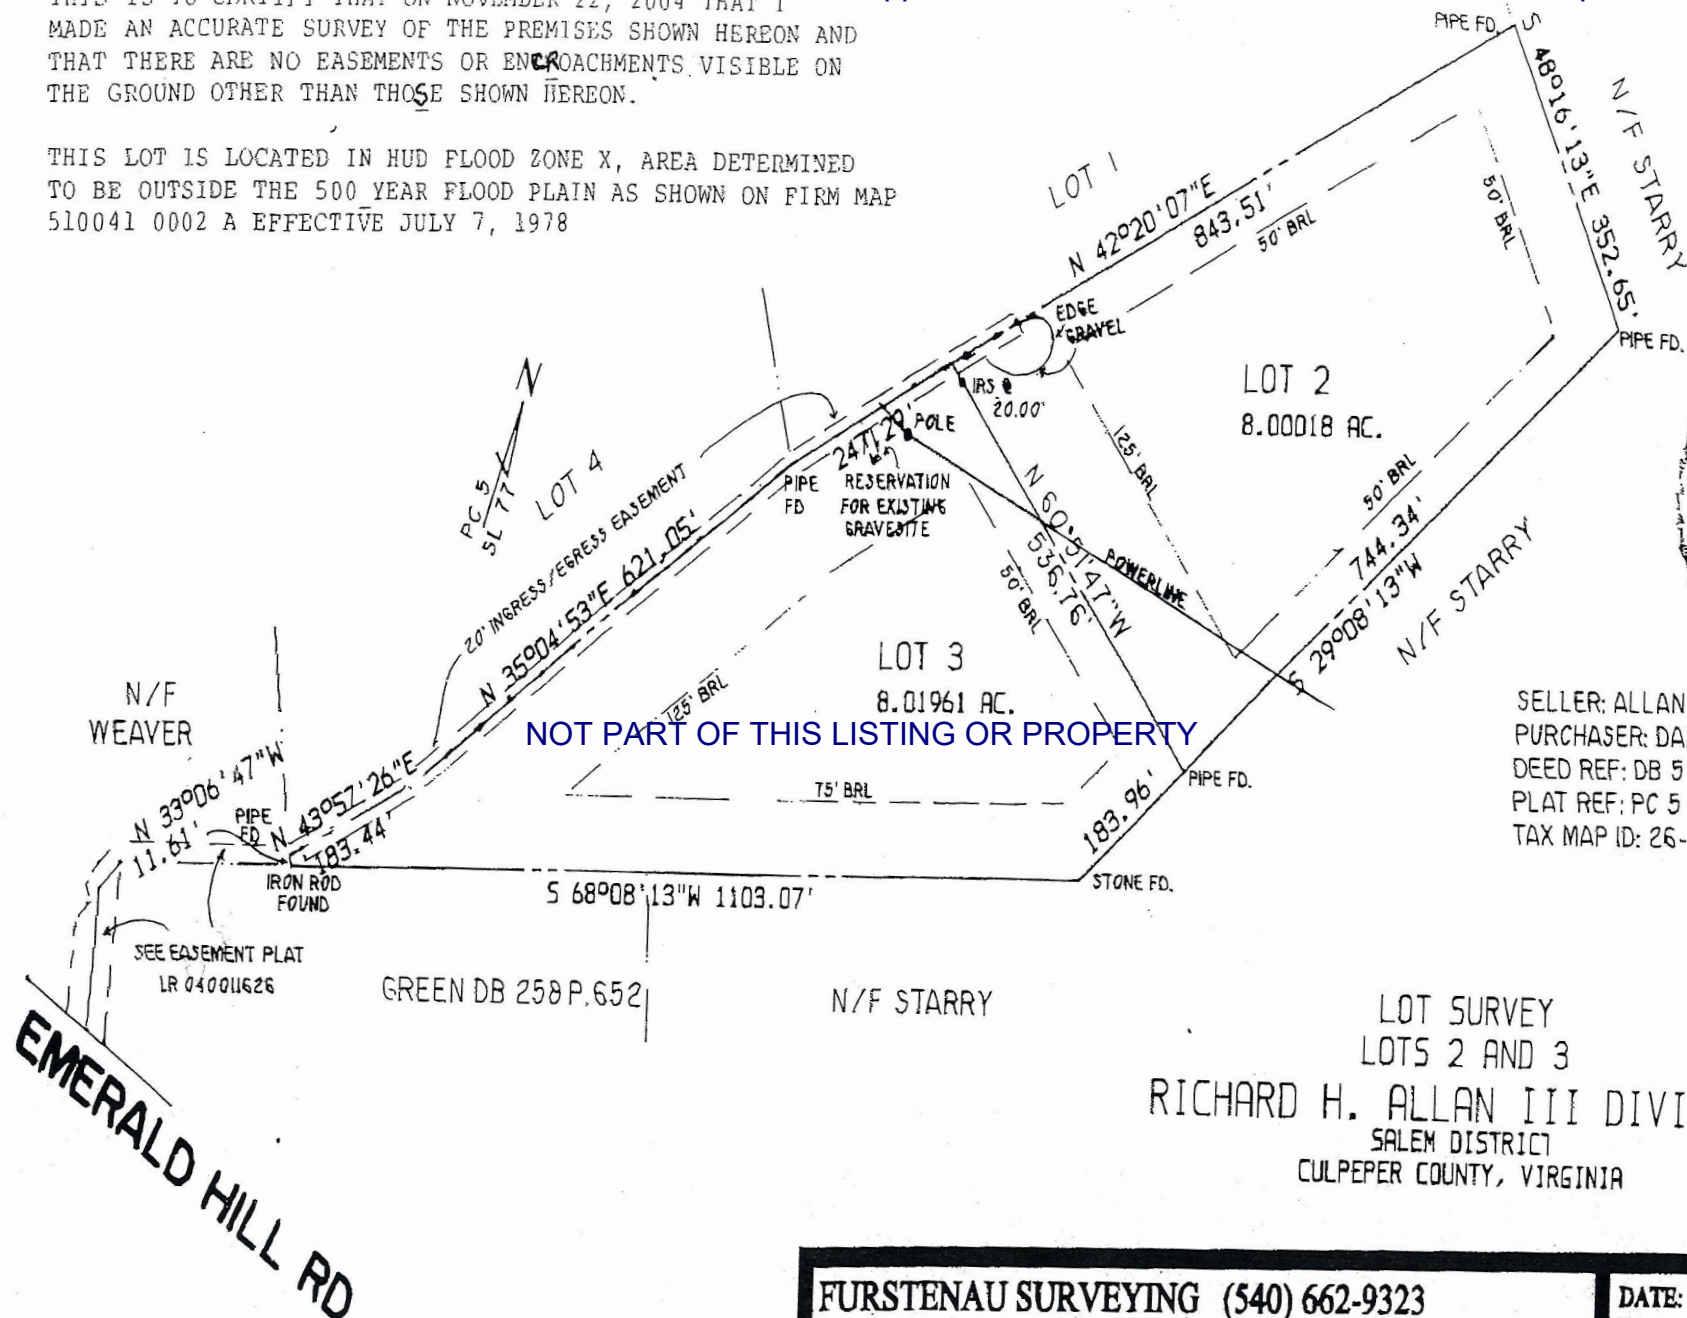 MADE AN ACCURATE SURVEY OF THE PREMISES SHOWN HEREON AND
THAT THERE ARE NO EASEMENTS OR ENCROACHMENTS VISIBLE ON
THE GROUND OTHER THAN THOSE SHOWN HEREON.
THIS LOT IS LOCATED IN HUD FLOOD ZONE X, AREA DETERMINED
TO BE OUTSIDE THE 500 YEAR FLOOD PLAIN AS SHOWN ON FIRM MAP
510041 0002 A EFFECTIVE JULY 7, 1978
PIPE FD.
S 48°16'13"E 352.65'
N/F STARRY
PIPE FD.
LOT 1
N 42°20'07"E
843.51'
50' BRL
50' BRL
EDGE
GRAVEL
LOT 2
8.00018 AC.
IRS @
20.00'
POLE
247.29'
125' BRL
50' BRL
744.34'
S 29°08'13"W
N/F STARRY
N
PC 5
SL 77
LOT 4
PIPE
FD
RESERVATION
FOR EXISTING
GRAVESITE
20' INGRESS/EGRESS EASEMENT
N 35°04'53"E 621.05'
N 60°51'47"W
536.76'
POWERLINE
50' BRL
LOT 3
8.01961 AC.
125' BRL
NOT PART OF THIS LISTING OR PROPERTY
75' BRL
N/F
WEAVER
N 33°06'47"W
11.61'
PIPE
FD
N 43°52'26"E
183.44'
IRON ROD
FOUND
PIPE FD.
183.96'
STONE FD.
S 68°08'13"W 1103.07'
SEE EASEMENT PLAT
LR 040011626
GREEN DB 258 P.652
N/F STARRY
EMERALD HILL RD
SELLER: ALLAN
PURCHASER: DA
DEED REF: DB 5
PLAT REF: PC 5
TAX MAP ID: 26-
LOT SURVEY
LOTS 2 AND 3
RICHARD H. ALLAN III DIVI
SALEM DISTRICT
CULPEPER COUNTY, VIRGINIA
FURSTENAU SURVEYING (540) 662-9323
DATE: